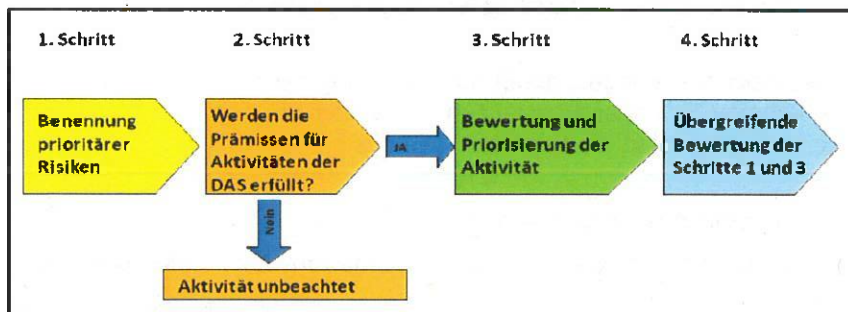 1. Schritt
2. Schritt
3. Schritt
4. Schritt
Benennung
prioritärer
Risiken
Werden die
Prämissen für
Aktivitäten der
DAS erfüllt?
JA
Bewertung und
Priorisierung der
Aktivität
Übergreifende
Bewertung der
Schritte 1 und 3
Nein
Aktivität unbeachtet